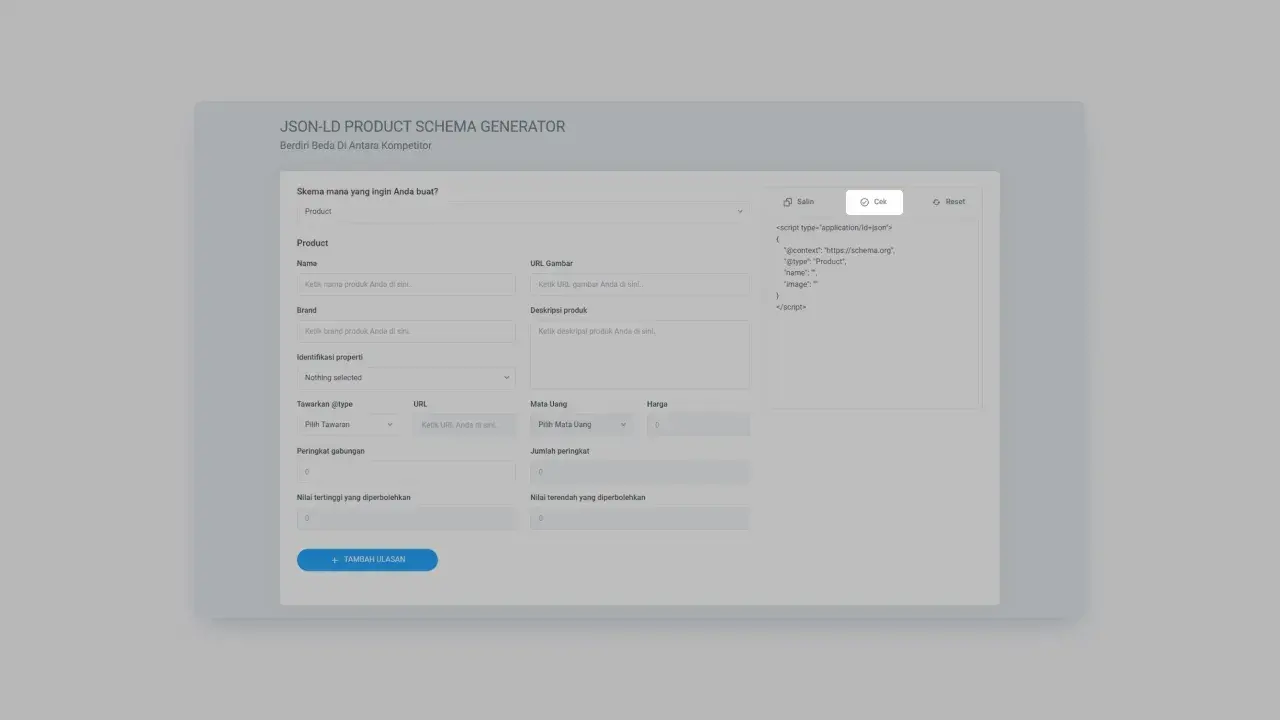 JSON-LD PRODUCT SCHEMA GENERATOR
Berdiri Beda Di Antara Kompetitor
Skema mana yang ingin Anda buat?
Product
Product
Nama
URL Gambar
Ketik nama produk Anda di sini.
Ketik URL gambar Anda di sini..
Brand
Deskripsi produk
Ketik brand produk Anda di sini.
Ketik deskripsi produk Anda di sini.
Identifikasi properti
Nothing selected
Tawarkan @type
URL
Mata Uang
Harga
Pilih Tawaran
Ketik URL Anda di sini..
Pilih Mata Uang
0
Peringkat gabungan
Jumlah peringkat
0
0
Nilai tertinggi yang diperbolehkan
Nilai terendah yang diperbolehkan
0
0
+ TAMBAH ULASAN
Salin
Cek
Reset
<script type="application/ld+json">
{
"@context": "https://schema.org",
"@type": "Product",
"name": "",
"image": ""
}
</script>